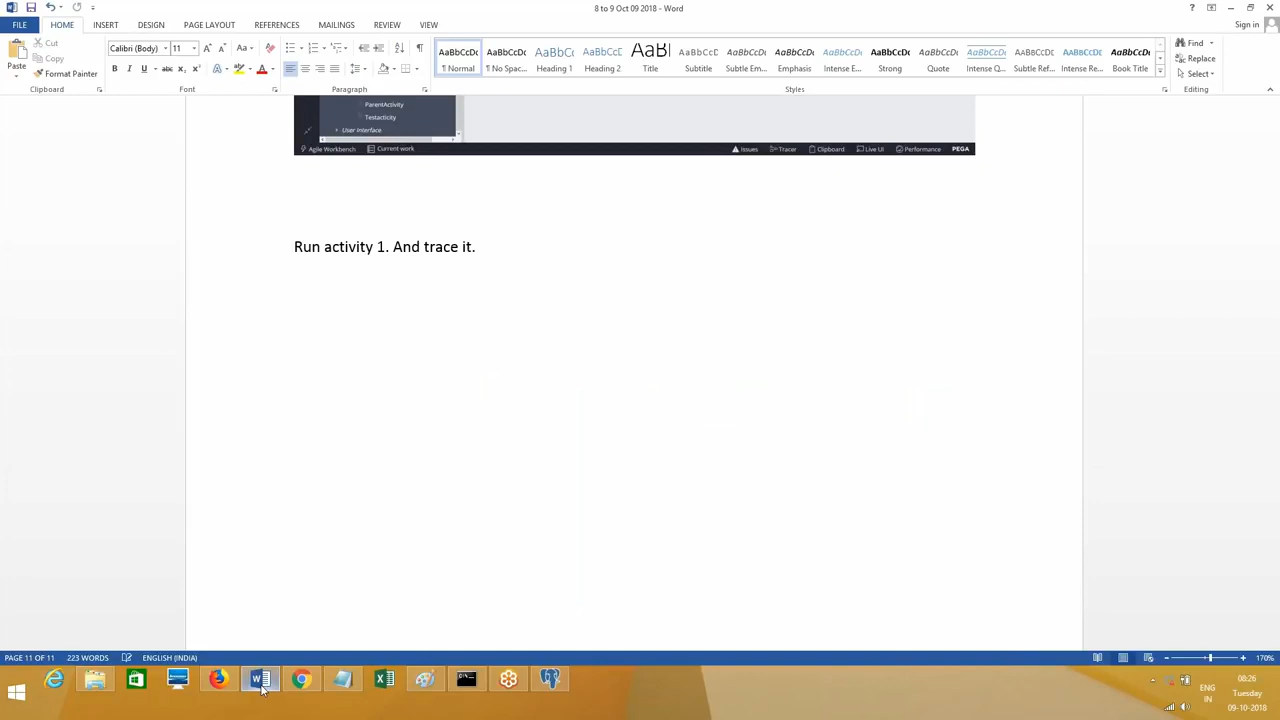 8 to 9 Oct 09 2018 - Word
Sign in
FILE HOME INSERT DESIGN PAGE LAYOUT REFERENCES MAILINGS REVIEW VIEW
Paste
Cut
Copy
Format Painter
Calibri (Body) 11
AaBbCcDc AaBbCcDc AaBbCc AaBbCcD AaBl AaBbCcD AaBbCcDc AaBbCcDc AaBbCcDc AaBbCcDc AaBbCcDc AaBbCcDc AaBbCcDc AaBbCcDc AaBbCcDc
¶ Normal ¶ No Spac... Heading 1 Heading 2 Title Subtitle Subtle Em... Emphasis Intense E... Strong Quote Intense Q... Subtle Ref... Intense Re... Book Title
Find
Replace
Select
Clipboard Font Paragraph Styles Editing
ParentActivity
Testacticity
User Interface
Agile Workbench Current work Issues Tracer Clipboard Live UI Performance PEGA
Run activity 1. And trace it.
PAGE 11 OF 11 223 WORDS ENGLISH (INDIA) 170%
ENG
IN
08:26
Tuesday
09-10-2018